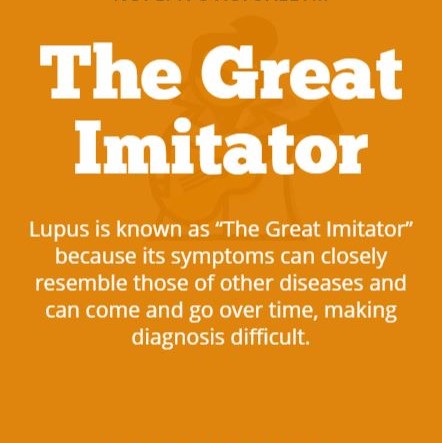 The Great
Imitator
Lupus is known as “The Great Imitator”
because its symptoms can closely
resemble those of other diseases and
can come and go over time, making
diagnosis difficult.